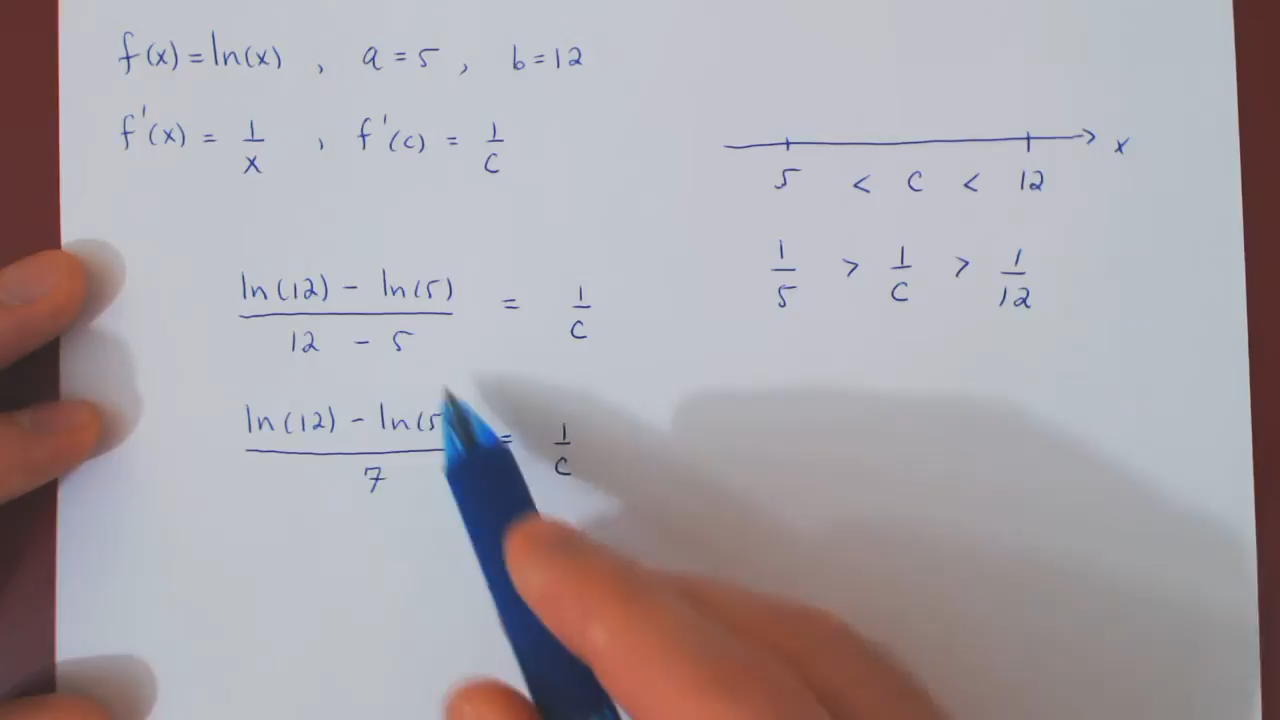 f(x) = ln(x) , a = 5 , b = 12
f'(x) = 1/x , f'(c) = 1/c
x
5 < c < 12
1/5 > 1/c > 1/12
ln(12) - ln(5) / 12 - 5 = 1/c
ln(12) - ln(5 / 7 = 1/c